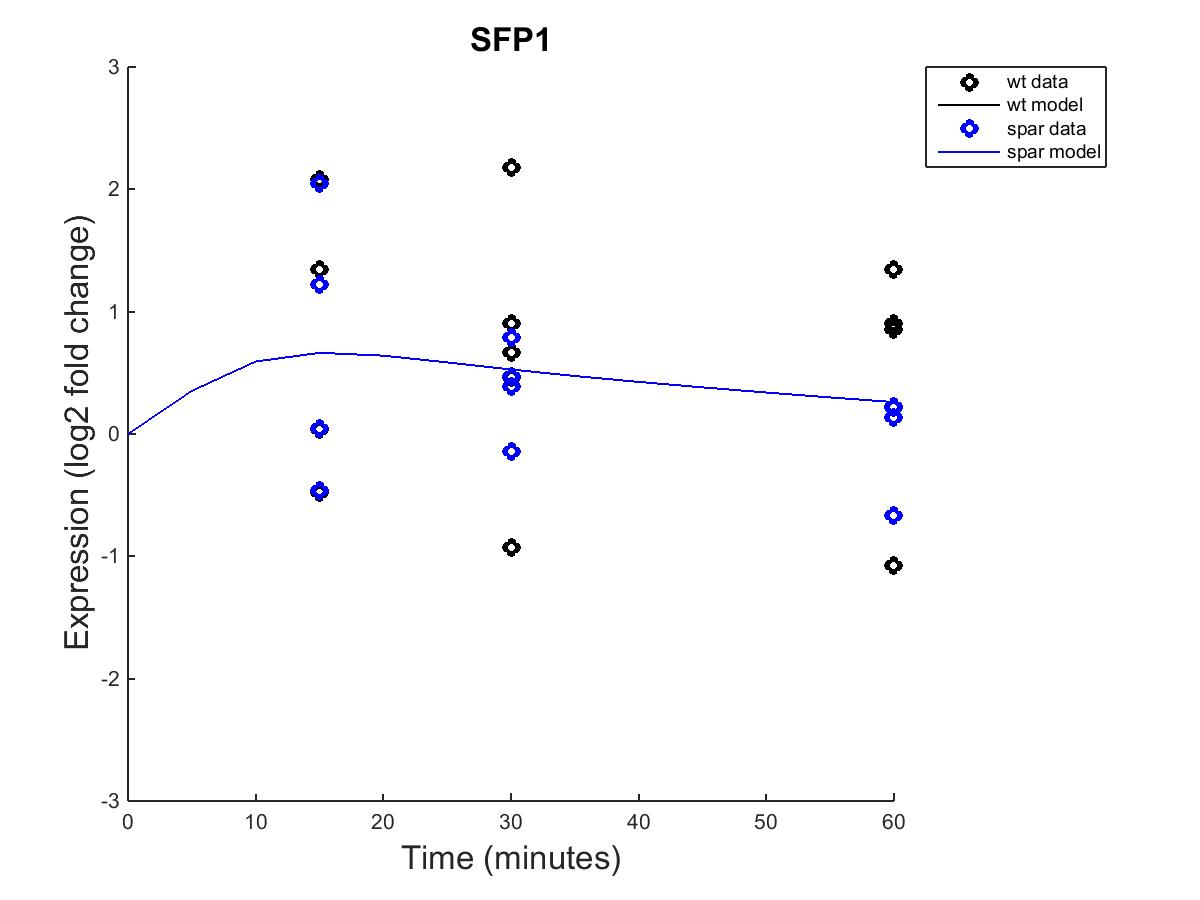 SFP1
wt data
wt model
spar data
spar model
Expression (log2 fold change)
3
2
1
0
-1
-2
-3
0 10 20 30 40 50 60
Time (minutes)